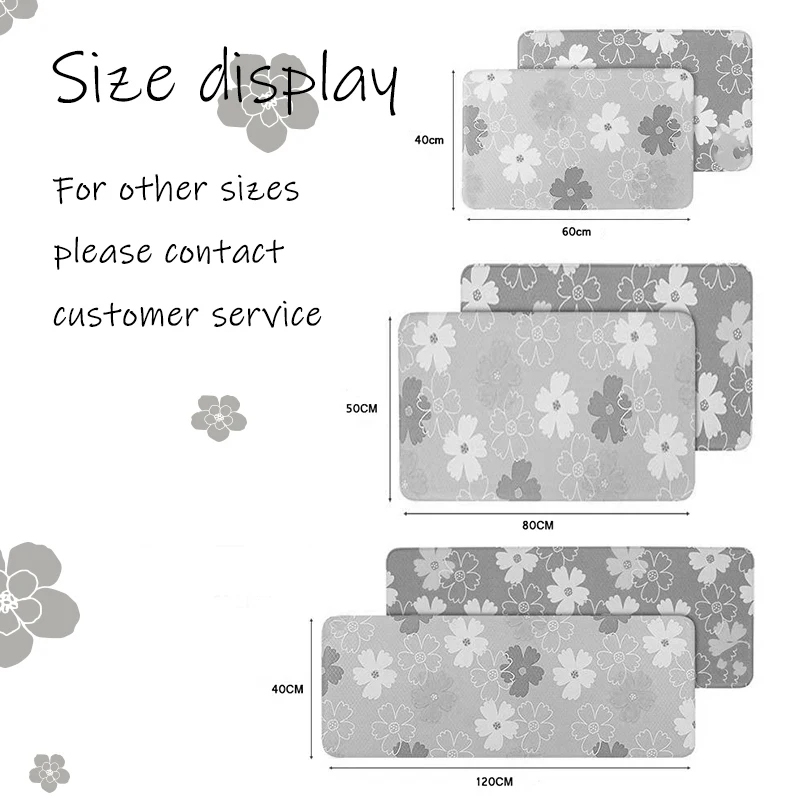 Size display
For other sizes
please contact
customer service
40cm
60cm
50CM
80CM
40CM
120CM